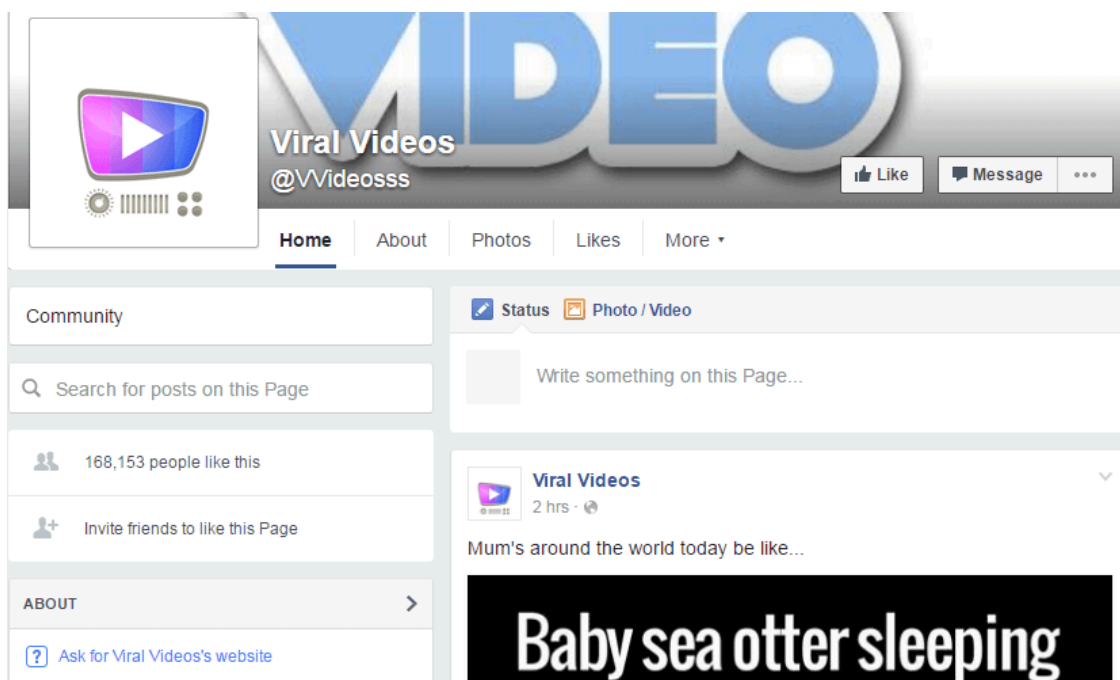 VIDEO
Viral Videos
@VVideosss
Like
Message
Home
About
Photos
Likes
More
Community
Status
Photo / Video
Search for posts on this Page
Write something on this Page...
168,153 people like this
Invite friends to like this Page
Viral Videos
2 hrs ·
Mum's around the world today be like...
ABOUT
Ask for Viral Videos's website
Baby sea otter sleeping